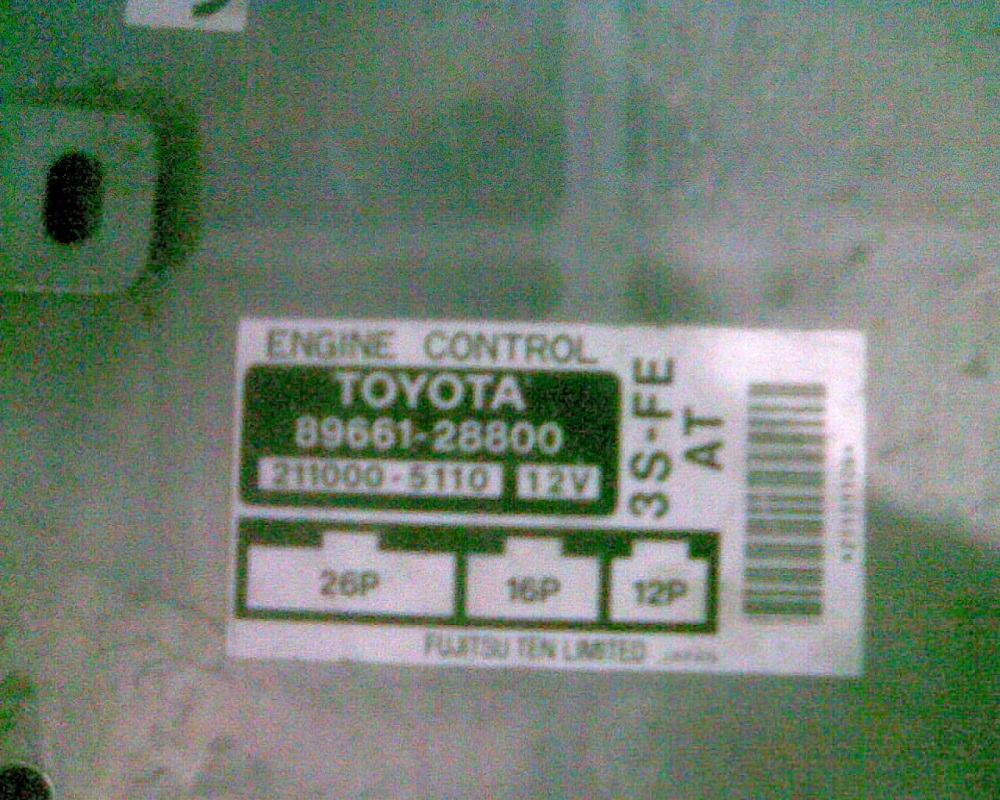 ENGINE CONTROL
TOYOTA
89661-28800
211000-5110 12V
3S-FE
AT
26P 16P 12P
FUJITSU TEN LIMITED